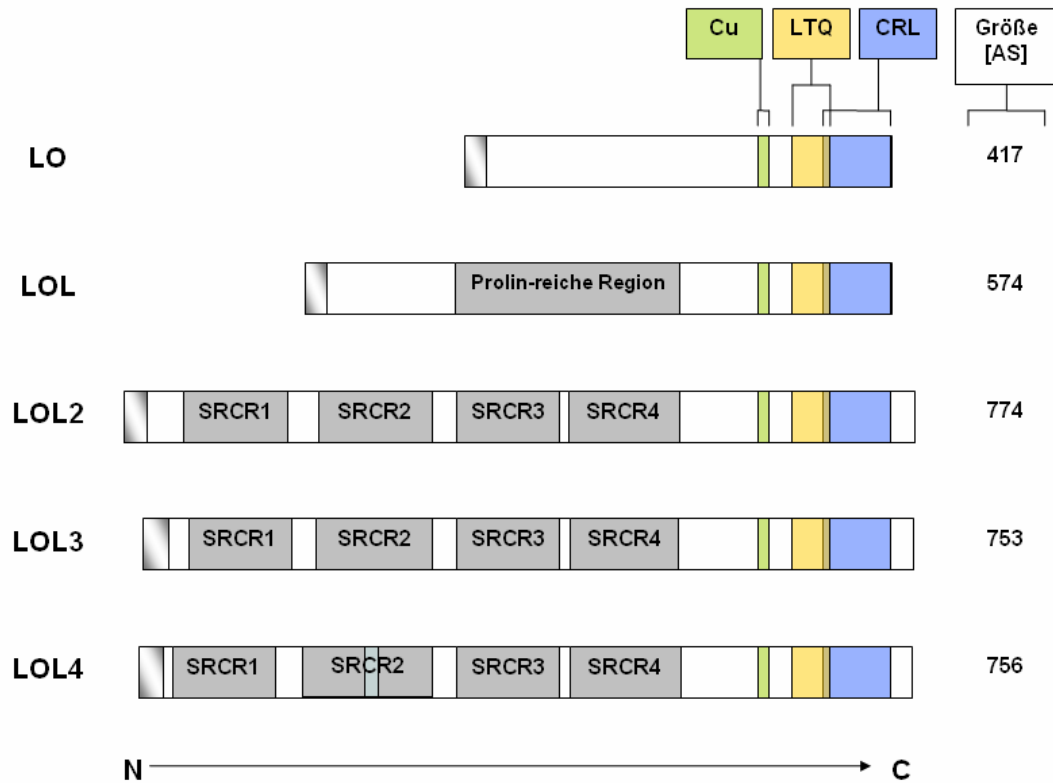 Cu LTQ CRL Größe
[AS]
LO 417
LOL Prolin-reiche Region 574
LOL2 SRCR1 SRCR2 SRCR3 SRCR4 774
LOL3 SRCR1 SRCR2 SRCR3 SRCR4 753
LOL4 SRCR1 SRCR2 SRCR3 SRCR4 756
N C